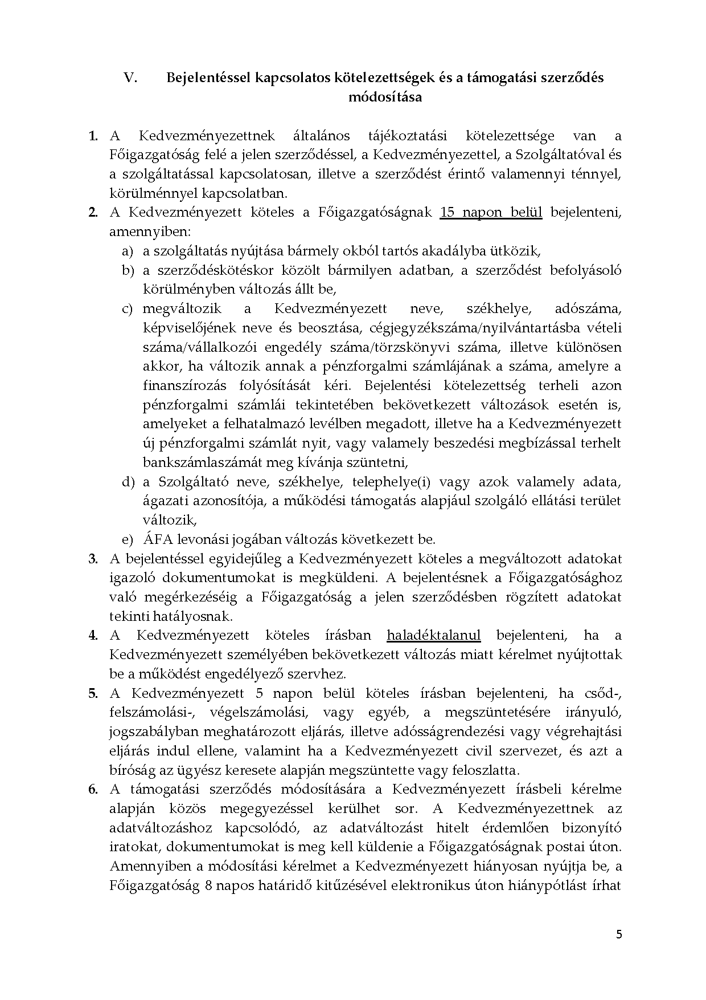 V. Bejelentéssel kapcsolatos kötelezettségek és a támogatási szerződés
módosítása
1. A Kedvezményezettnek általános tájékoztatási kötelezettsége van a
Főigazgatóság felé a jelen szerződéssel, a Kedvezményezettel, a Szolgáltatóval és
a szolgáltatással kapcsolatosan, illetve a szerződést érintő valamennyi ténnyel,
körülménnyel kapcsolatban.
2. A Kedvezményezett köteles a Főigazgatóságnak 15 napon belül bejelenteni,
amennyiben:
a) a szolgáltatás nyújtása bármely okból tartós akadályba ütközik,
b) a szerződéskötéskor közölt bármilyen adatban, a szerződést befolyásoló
körülményben változás állt be,
c) megváltozik a Kedvezményezett neve, székhelye, adószáma,
képviselőjének neve és beosztása, cégjegyzékszáma/nyilvántartásba vételi
száma/vállalkozói engedély száma/törzskönyvi száma, illetve különösen
akkor, ha változik annak a pénzforgalmi számlájának a száma, amelyre a
finanszírozás folyósítását kéri. Bejelentési kötelezettség terheli azon
pénzforgalmi számlái tekintetében bekövetkezett változások esetén is,
amelyeket a felhatalmazó levélben megadott, illetve ha a Kedvezményezett
új pénzforgalmi számlát nyit, vagy valamely beszedési megbízással terhelt
bankszámlaszámát meg kívánja szüntetni,
d) a Szolgáltató neve, székhelye, telephelye(i) vagy azok valamely adata,
ágazati azonosítója, a működési támogatás alapjául szolgáló ellátási terület
változik,
e) ÁFA levonási jogában változás következett be.
3. A bejelentéssel egyidejűleg a Kedvezményezett köteles a megváltozott adatokat
igazoló dokumentumokat is megküldeni. A bejelentésnek a Főigazgatósághoz
való megérkezéséig a Főigazgatóság a jelen szerződésben rögzített adatokat
tekinti hatályosnak.
4. A Kedvezményezett köteles írásban haladéktalanul bejelenteni, ha a
Kedvezményezett személyében bekövetkezett változás miatt kérelmet nyújtottak
be a működést engedélyező szervhez.
5. A Kedvezményezett 5 napon belül köteles írásban bejelenteni, ha csőd-,
felszámolási-, végelszámolási, vagy egyéb, a megszüntetésére irányuló,
jogszabályban meghatározott eljárás, illetve adósságrendezési vagy végrehajtási
eljárás indul ellene, valamint ha a Kedvezményezett civil szervezet, és azt a
bíróság az ügyész keresete alapján megszüntette vagy feloszlatta.
6. A támogatási szerződés módosítására a Kedvezményezett írásbeli kérelme
alapján közös megegyezéssel kerülhet sor. A Kedvezményezettnek az
adatváltozáshoz kapcsolódó, az adatváltozást hitelt érdemlően bizonyító
iratokat, dokumentumokat is meg kell küldenie a Főigazgatóságnak postai úton.
Amennyiben a módosítási kérelmet a Kedvezményezett hiányosan nyújtja be, a
Főigazgatóság 8 napos határidő kitűzésével elektronikus úton hiánypótlást írhat
5